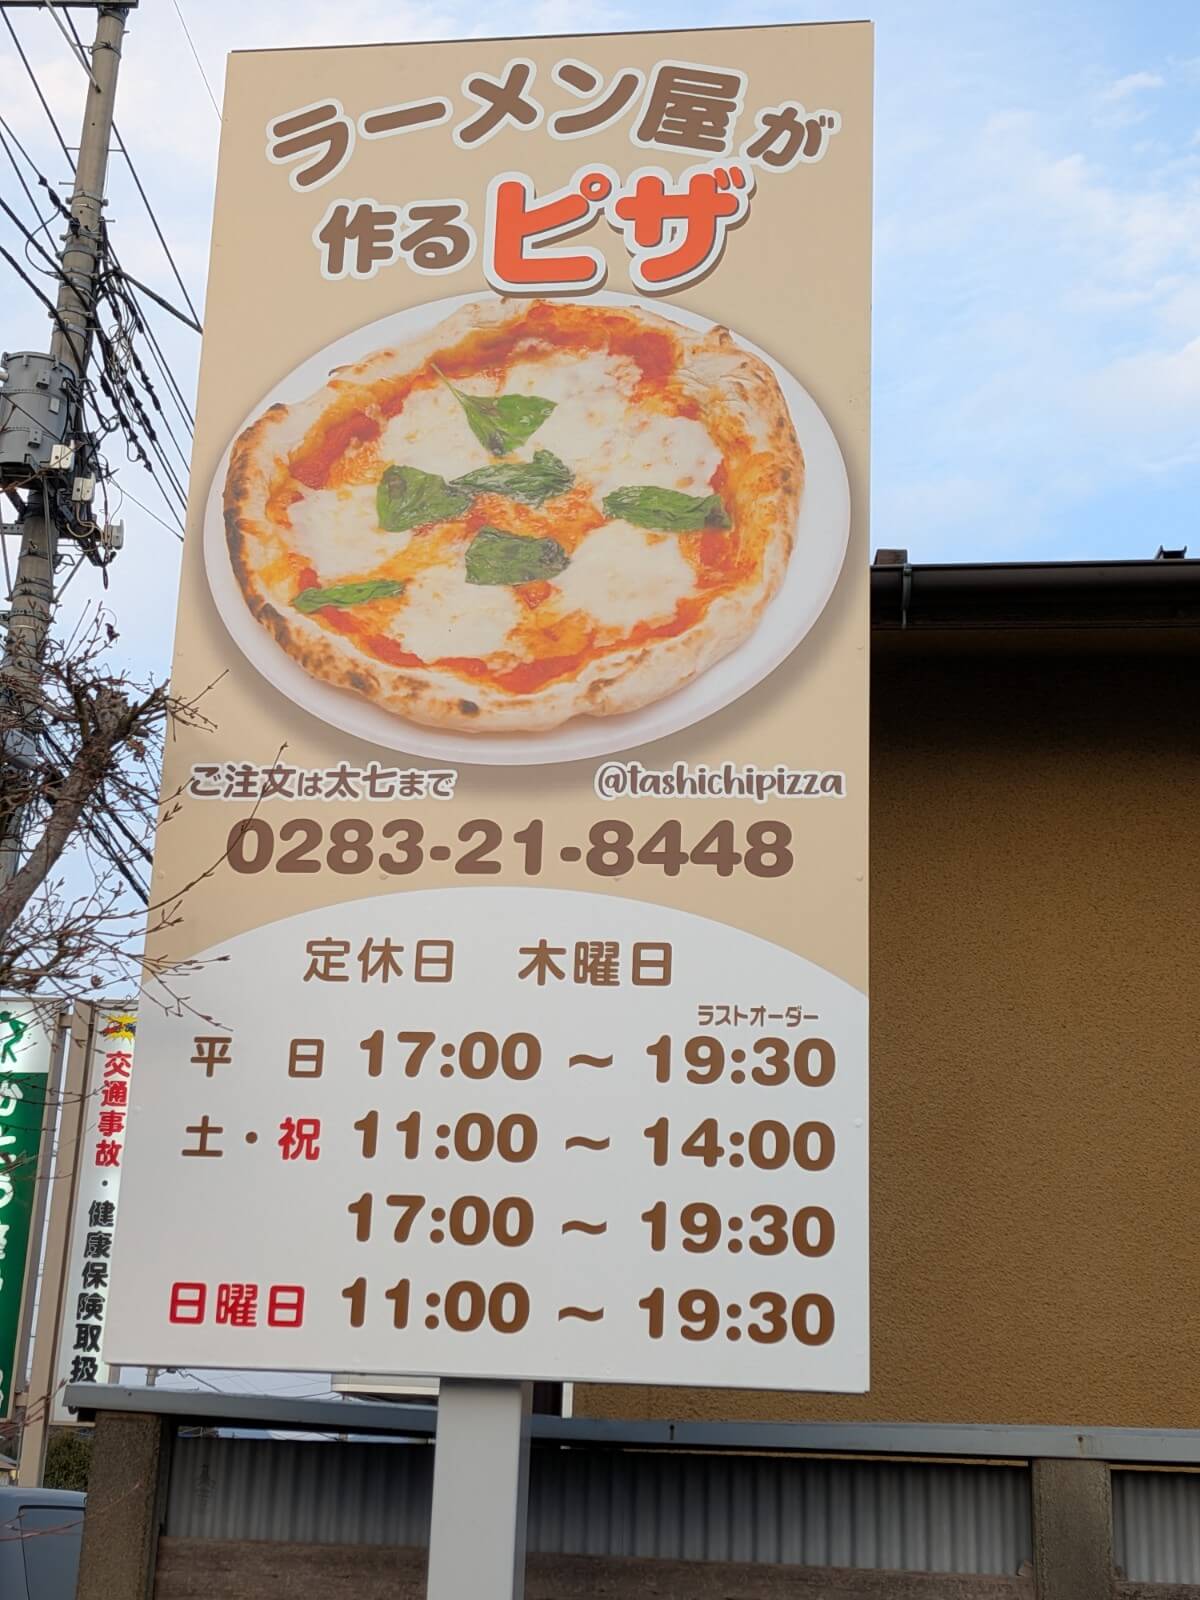 ラーメン屋が
作るピザ
ご注文は太七まで
@tashichipizza
0283-21-8448
定休日 木曜日
ラストオーダー
平日 17:00 ～ 19:30
土・祝 11:00 ～ 14:00
17:00 ～ 19:30
日曜日 11:00 ～ 19:30
交通事故・健康保険取扱